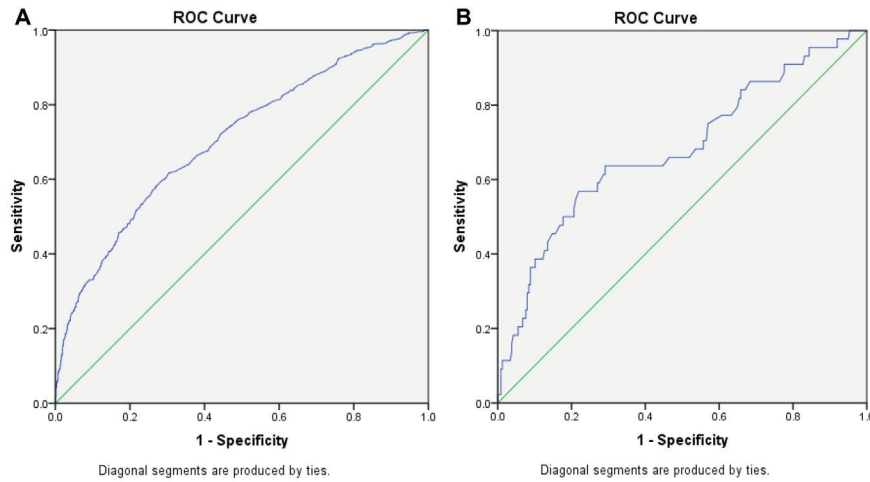 A
ROC Curve
1.0
0.8
0.6
0.4
0.2
0.0
Sensitivity
0.0 0.2 0.4 0.6 0.8 1.0
1 - Specificity
Diagonal segments are produced by ties.
B
ROC Curve
1.0
0.8
0.6
0.4
0.2
0.0
Sensitivity
0.0 0.2 0.4 0.6 0.8 1.0
1 - Specificity
Diagonal segments are produced by ties.